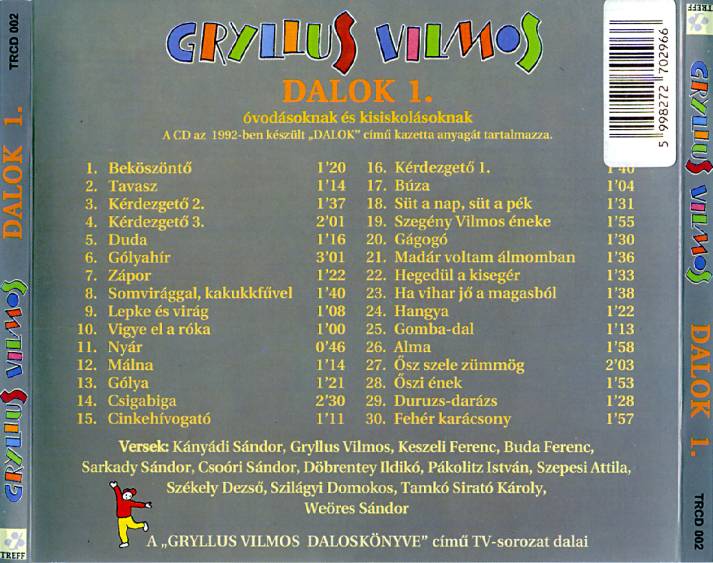 GRYLLUS VILMOS
DALOK 1.
óvodásoknak és kisiskolásoknak
A CD az 1992-ben készült „DALOK” című kazetta anyagát tartalmazza.
1. Beköszöntő 1'20
2. Tavasz 1'14
3. Kérdezgető 2. 1'37
4. Kérdezgető 3. 2'01
5. Duda 1'16
6. Gólyahír 3'01
7. Zápor 1'22
8. Somvirággal, kakukkfűvel 1'40
9. Lepke és virág 1'08
10. Vigye el a róka 1'00
11. Nyár 0'46
12. Málna 1'14
13. Gólya 1'21
14. Csigabiga 2'30
15. Cinkehívogató 1'11
16. Kérdezgető 1. 1'40
17. Búza 1'04
18. Süt a nap, süt a pék 1'31
19. Szegény Vilmos éneke 1'55
20. Gágogó 1'30
21. Madár voltam álmomban 1'36
22. Hegedül a kisegér 1'33
23. Ha vihar jő a magasból 1'38
24. Hangya 1'22
25. Gomba-dal 1'13
26. Alma 1'58
27. Ősz szele zümmög 2'03
28. Őszi ének 1'53
29. Duruzs-darázs 1'28
30. Fehér karácsony 1'57
Versek: Kányádi Sándor, Gryllus Vilmos, Keszeli Ferenc, Buda Ferenc,
Sarkady Sándor, Csoóri Sándor, Döbrentey Ildikó, Pákolitz István, Szepesi Attila,
Székely Dezső, Szilágyi Domokos, Tamkó Sirató Károly,
Weöres Sándor
A „GRYLLUS VILMOS DALOSKÖNYVE” című TV-sorozat dalai
5 998272 702966
TRCD 002
DALOK 1.
GRYLLUS VILMOS
TREFF
TREFF
GRYLLUS VILMOS
DALOK 1.
TRCD 002